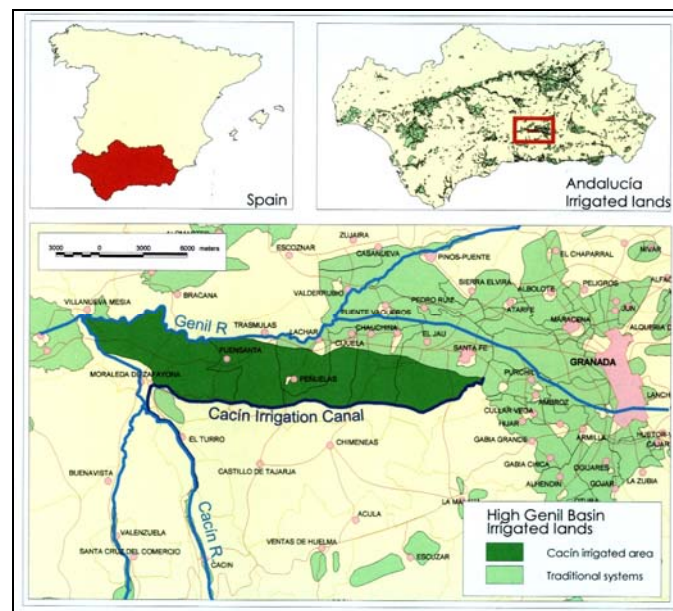 Spain
Andalucía
Irrigated lands
3000 0 3000 6000 meters
ZUJAIRA
ESCOZNAR
CASANUEVA
PINOS-PUENTE
EL CHAPARRAL
NIVAR
BRACANA
VALDERRUBIO
SIERRA ELVIRA
ALBOLOTE
PELIGROS
VILLANUEVA MESIA
PEDRO RUIZ
ATARFE
JUN
Genil R
TRASMULAS
LACHAR
PUENTE VAQUEROS
CHAUCHINA
MARACENA
CIJUELA
EL JAU
SANTA FE
GRANADA
FUENSANTA
PEÑUELAS
PURCHIL
MORALEDA DE ZAFAYONA
AMBROZ
Cacín Irrigation Canal
CULLAR VEGA
HIJAR
ARMILLA
EL TURRO
CHIMENEAS
GABIA GRANDE
CASTILLO DE TAJARJA
GABIA CHICA
OGIJARES
BUENAVISTA
ALHENDIN
GOJAR
LA ZUBIA
Cacín R
ACULA
VALENZUELA
VENTAS DE HUELMA
SANTA CRUZ DEL COMERCIO
CACIN
ESCUZAR
High Genil Basin
Irrigated lands
Cacín irrigated area
Traditional systems